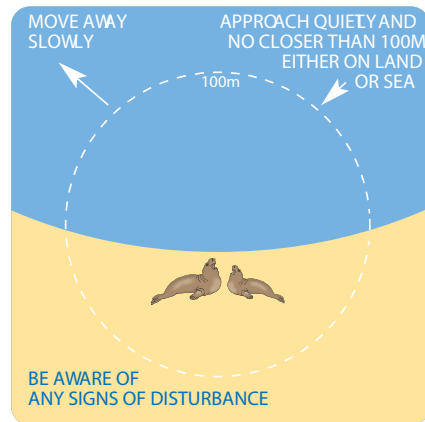 MOVE AWAY
SLOWLY
APPROACH QUIETLY AND
NO CLOSER THAN 100M
EITHER ON LAND
OR SEA
100m
BE AWARE OF
ANY SIGNS OF DISTURBANCE